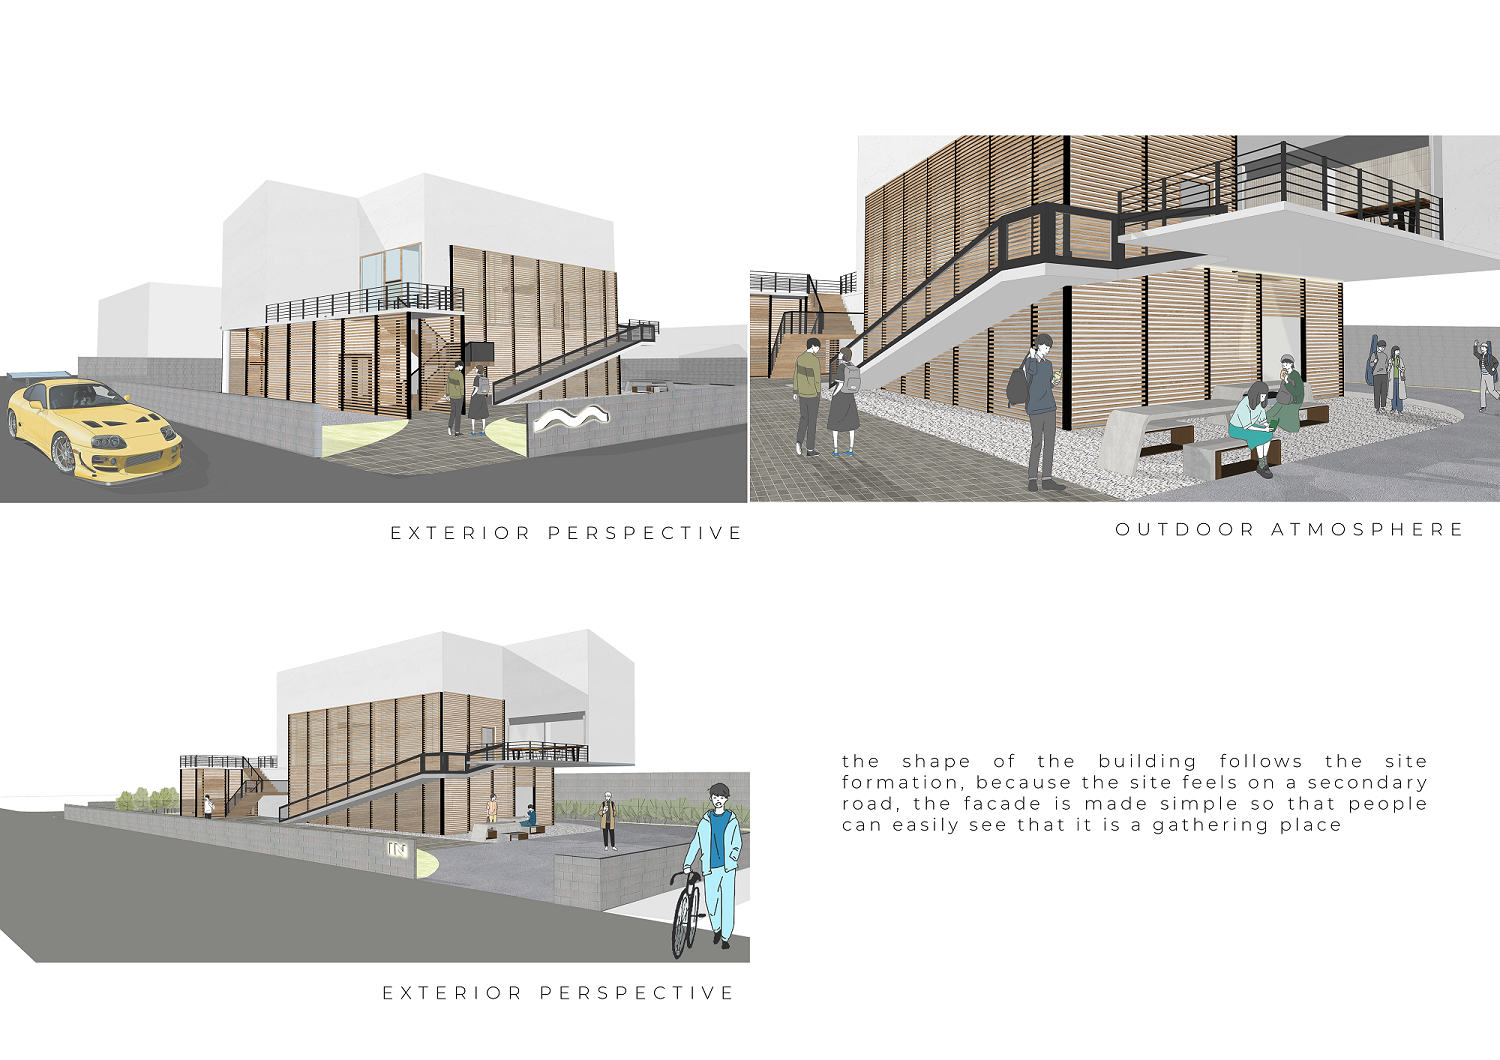 EXTERIOR PERSPECTIVE
OUTDOOR ATMOSPHERE
IN
EXTERIOR PERSPECTIVE
the shape of the building follows the site
formation, because the site feels on a secondary
road, the facade is made simple so that people
can easily see that it is a gathering place